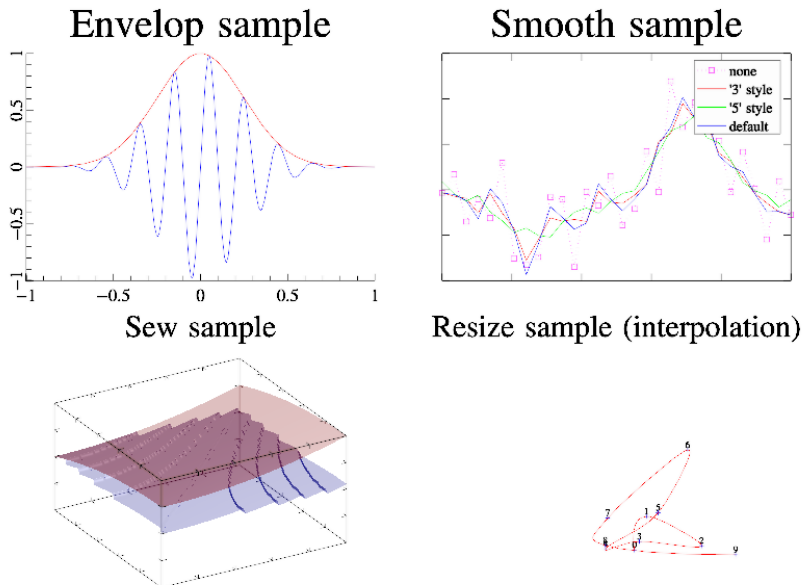 Envelop sample
Smooth sample
1
0.5
0
−0.5
−1
−1
−0.5
0
0.5
1
none
'3' style
'5' style
default
Sew sample
Resize sample (interpolation)
6
7
1
5
3
0
2
9